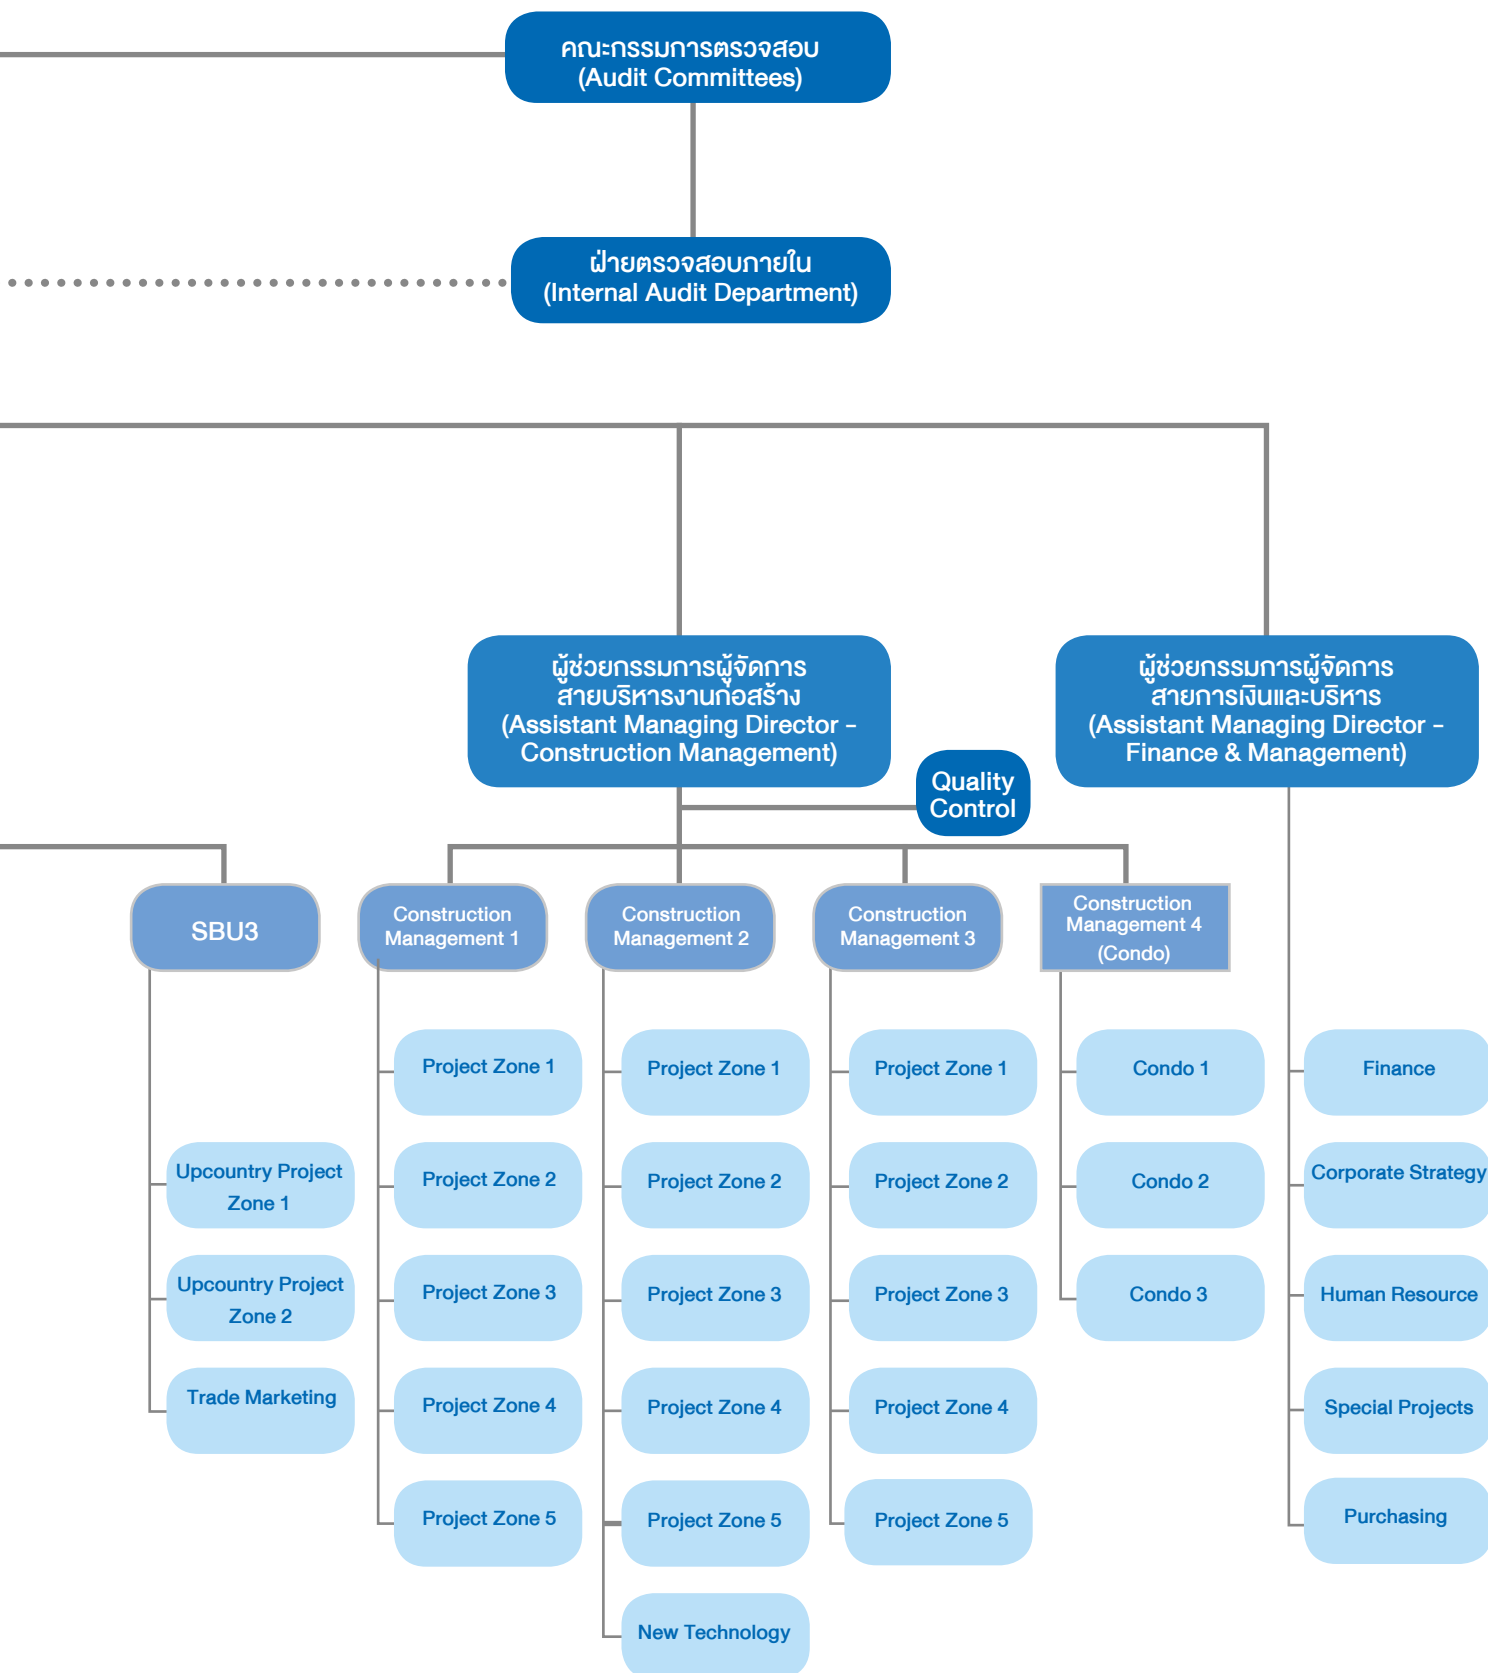 คณะกรรมการตรวจสอบ
(Audit Committees)
ฝ่ายตรวจสอบภายใน
(Internal Audit Department)
ผู้ช่วยกรรมการผู้จัดการ
สายบริหารงานก่อสร้าง
(Assistant Managing Director -
Construction Management)
ผู้ช่วยกรรมการผู้จัดการ
สายการเงินและบริหาร
(Assistant Managing Director -
Finance & Management)
Quality
Control
SBU3
Upcountry Project
Zone 1
Upcountry Project
Zone 2
Trade Marketing
Construction
Management 1
Project Zone 1
Project Zone 2
Project Zone 3
Project Zone 4
Project Zone 5
Construction
Management 2
Project Zone 1
Project Zone 2
Project Zone 3
Project Zone 4
Project Zone 5
New Technology
Construction
Management 3
Project Zone 1
Project Zone 2
Project Zone 3
Project Zone 4
Project Zone 5
Construction
Management 4
(Condo)
Condo 1
Condo 2
Condo 3
Finance
Corporate Strategy
Human Resource
Special Projects
Purchasing